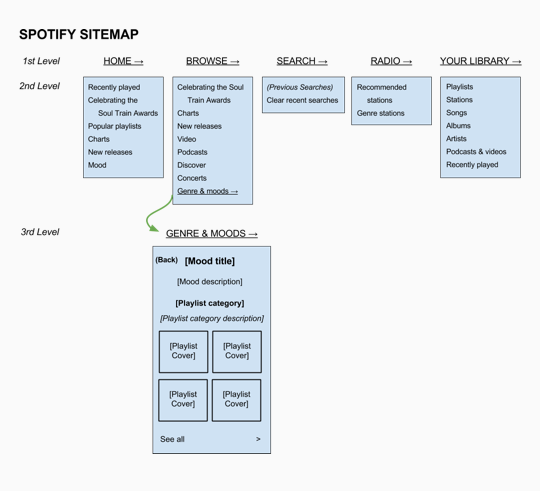 SPOTIFY SITEMAP
1st Level
HOME →
BROWSE →
SEARCH →
RADIO →
YOUR LIBRARY →
2nd Level
Recently played
Celebrating the
Soul Train Awards
Popular playlists
Charts
New releases
Mood
Celebrating the Soul
Train Awards
Charts
New releases
Video
Podcasts
Discover
Concerts
Genre & moods →
(Previous Searches)
Clear recent searches
Recommended
stations
Genre stations
Playlists
Stations
Songs
Albums
Artists
Podcasts & videos
Recently played
3rd Level
GENRE & MOODS →
(Back) [Mood title]
[Mood description]
[Playlist category]
[Playlist category description]
[Playlist
Cover]
[Playlist
Cover]
[Playlist
Cover]
[Playlist
Cover]
See all >